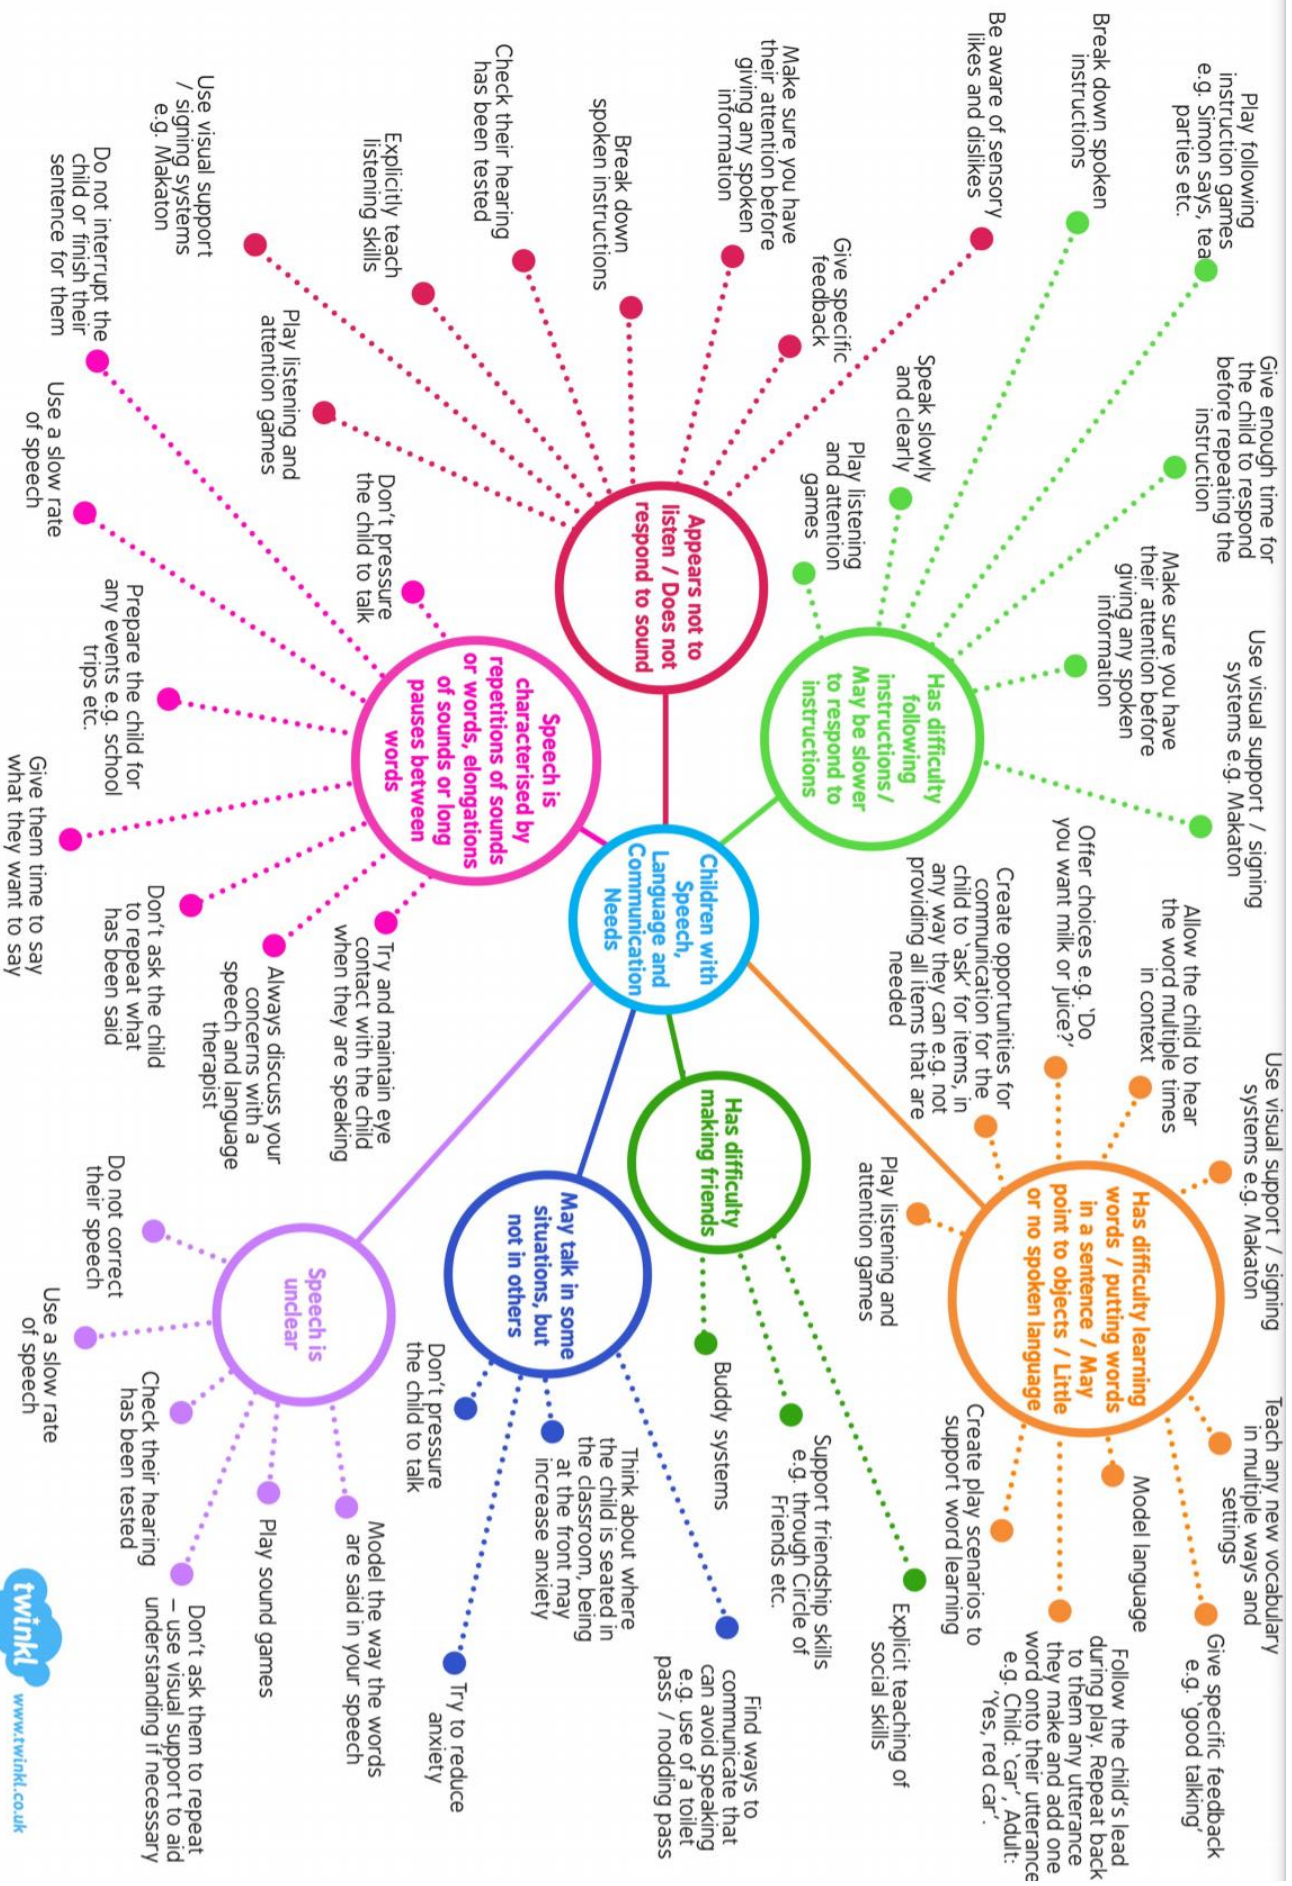 Children with
Speech,
Language and
Communication
Needs
Has difficulty
following
instructions/
May be slower
to respond to
instructions
Play following
instruction games
e.g. Simon says, tea
parties etc.
Break down spoken
instructions
Give enough time for
the child to respond
before repeating the
instruction
Speak slowly
and clearly
Play listening
and attention
games
Make sure you have
their attention before
giving any spoken
information
Use visual support / signing
systems e.g. Makaton
Appears not to
listen / Does not
respond to sound
Be aware of sensory
likes and dislikes
Give specific
feedback
Make sure you have
their attention before
giving any spoken
information
Break down
spoken instructions
Check their hearing
has been tested
Explicitly teach
listening skills
Use visual support
/ signing systems
e.g. Makaton
Play listening and
attention games
Speech is
characterised by
repetitions of sounds
or words, elongations
of sounds or long
pauses between
words
Don't pressure
the child to talk
Do not interrupt the
child or finish their
sentence for them
Use a slow rate
of speech
Prepare the child for
any events e.g. school
trips etc.
Give them time to say
what they want to say
Don't ask the child
to repeat what
has been said
Always discuss your
concerns with a
speech and language
therapist
Try and maintain eye
contact with the child
when they are speaking
Has difficulty learning
words / putting words
in a sentence / May
point to objects / Little
or no spoken language
Use visual support / signing
systems e.g. Makaton
Allow the child to hear
the word multiple times
in context
Offer choices e.g. 'Do
you want milk or juice?'
Create opportunities for
communication for the
child to 'ask' for items, in
any way they can e.g. not
providing all items that are
needed
Play listening and
attention games
Teach any new vocabulary
in multiple ways and
settings
Give specific feedback
e.g. 'good talking'
Model language
Follow the child's lead
during play. Repeat back
to them any utterance
they make and add one
word onto their utterance
e.g. Child: 'car', Adult:
'Yes, red car'.
Create play scenarios to
support word learning
Has difficulty
making friends
Explicit teaching of
social skills
Support friendship skills
e.g. through Circle of
Friends etc.
Buddy systems
May talk in some
situations, but
not in others
Find ways to
communicate that
can avoid speaking
e.g. use of a toilet
pass / nodding pass
Think about where
the child is seated in
the classroom, being
at the front may
increase anxiety
Try to reduce
anxiety
Don't pressure
the child to talk
Speech is
unclear
Model the way the words
are said in your speech
Play sound games
Don't ask them to repeat
– use visual support to aid
understanding if necessary
Check their hearing
has been tested
Use a slow rate
of speech
Do not correct
their speech
twinkl
www.twinkl.co.uk